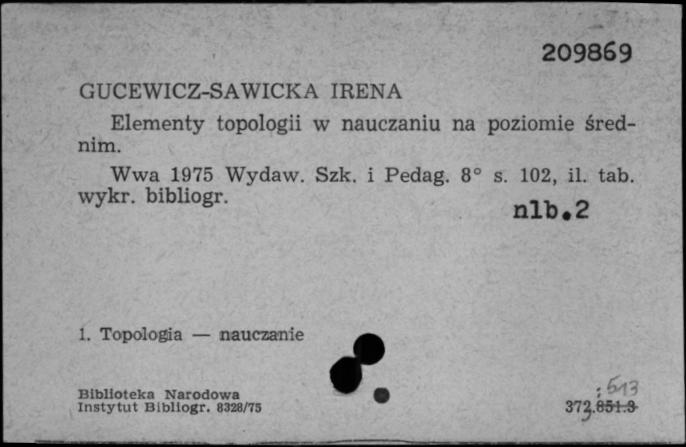 209869
GUCEWICZ-SAWICKA IRENA
Elementy topologii w nauczaniu na poziomie śred-
nim.
Wwa 1975 Wydaw. Szk. i Pedag. 8° s. 102, il. tab.
wykr. bibliogr.
nlb.2
1. Topologia — nauczanie
Biblioteka Narodowa
Instytut Bibliogr. 8328/75
: 513
372.851.3